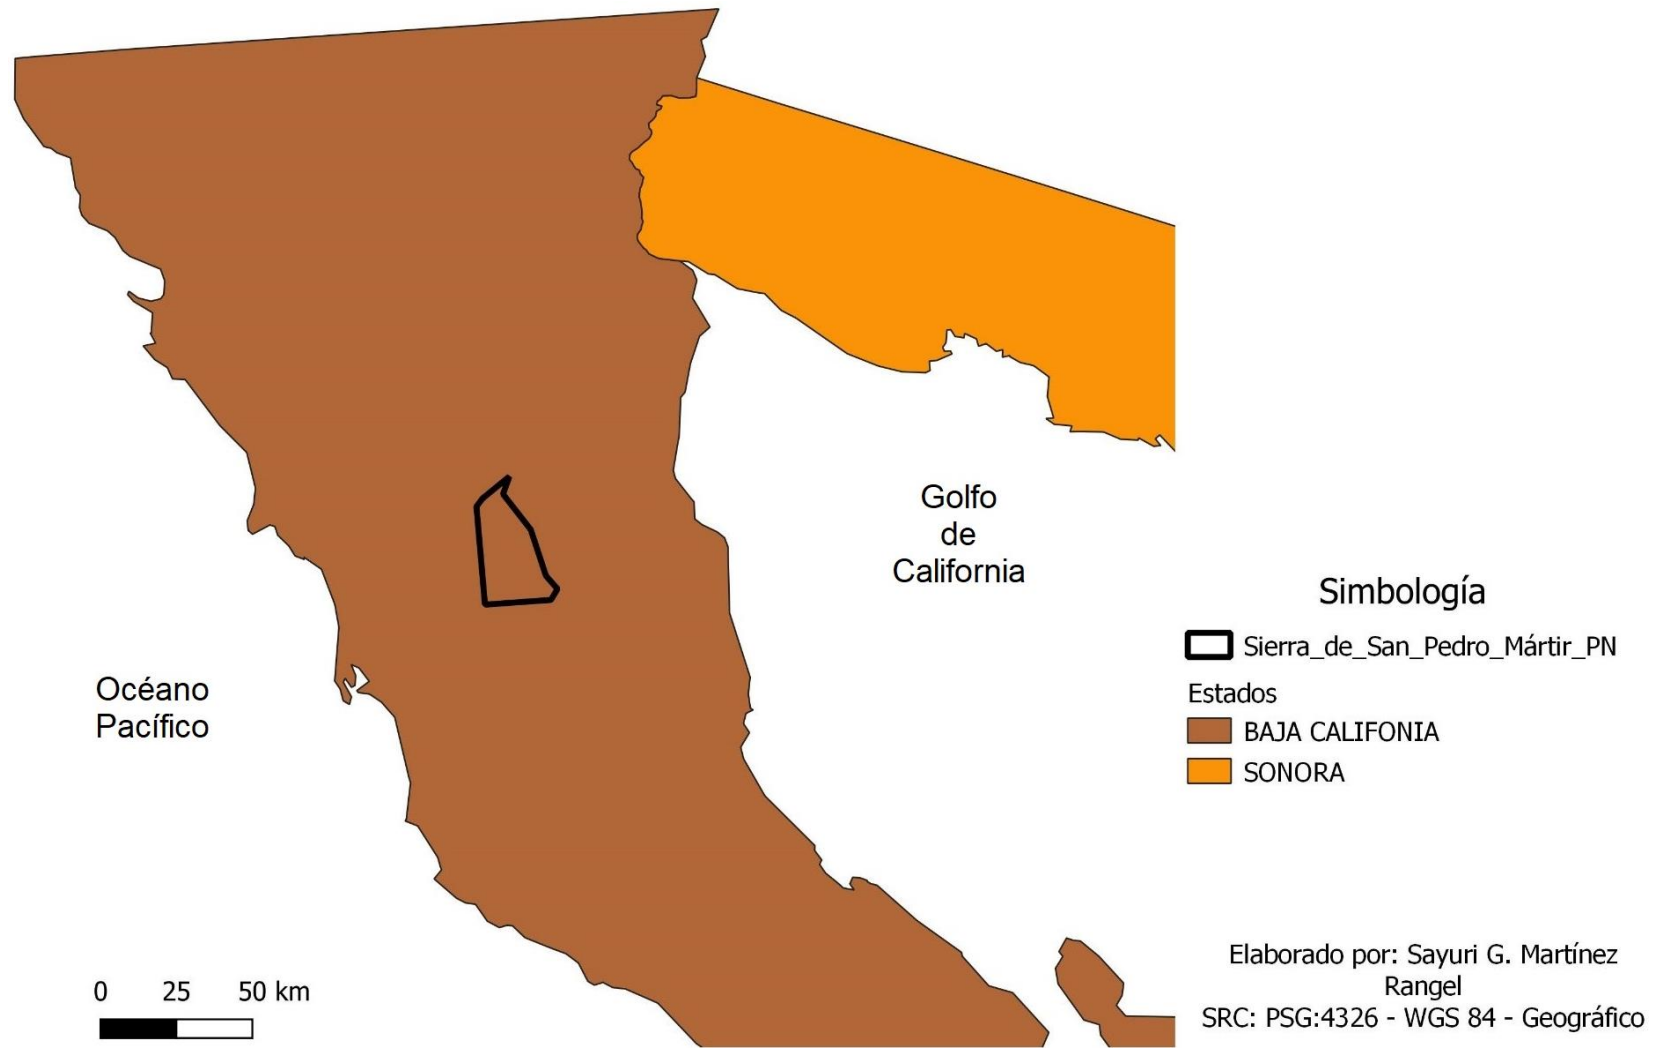 Golfo
de
California
Océano
Pacífico
Simbología
Sierra_de_San_Pedro_Mártir_PN
Estados
BAJA CALIFONIA
SONORA
0 25 50 km
Elaborado por: Sayuri G. Martínez
Rangel
SRC: PSG:4326 - WGS 84 - Geográfico